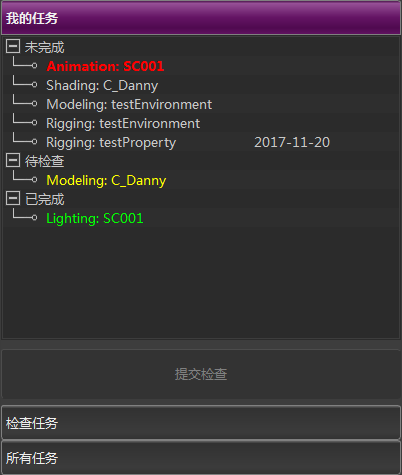 我的任务
未完成
Animation: SC001
Shading: C_Danny
Modeling: testEnvironment
Rigging: testEnvironment
Rigging: testProperty 2017-11-20
待检查
Modeling: C_Danny
已完成
Lighting: SC001
提交检查
检查任务
所有任务